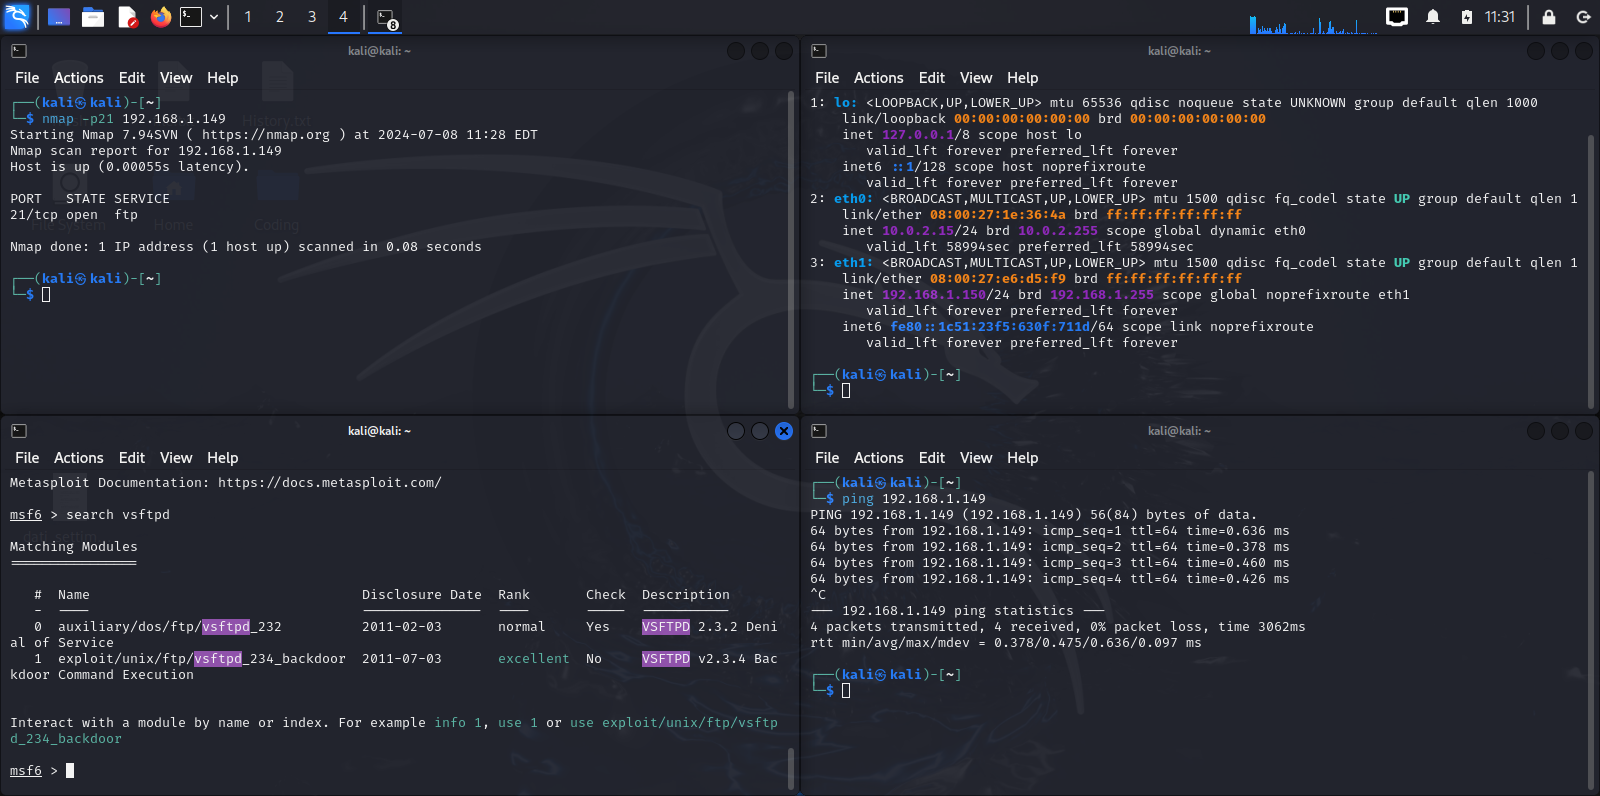 1 2 3 4 8 11:31
kali@kali: ~
File Actions Edit View Help
┌──(kali㉿kali)-[~]
└─$ nmap -p21 192.168.1.149
Starting Nmap 7.94SVN ( https://nmap.org ) at 2024-07-08 11:28 EDT
Nmap scan report for 192.168.1.149
Host is up (0.00055s latency).
PORT   STATE SERVICE
21/tcp open  ftp
Nmap done: 1 IP address (1 host up) scanned in 0.08 seconds
┌──(kali㉿kali)-[~]
└─$
History.txt
File System
Home
Coding
kali@kali: ~
File Actions Edit View Help
1: lo: <LOOPBACK,UP,LOWER_UP> mtu 65536 qdisc noqueue state UNKNOWN group default qlen 1000
link/loopback 00:00:00:00:00:00 brd 00:00:00:00:00:00
inet 127.0.0.1/8 scope host lo
valid_lft forever preferred_lft forever
inet6 ::1/128 scope host noprefixroute
valid_lft forever preferred_lft forever
2: eth0: <BROADCAST,MULTICAST,UP,LOWER_UP> mtu 1500 qdisc fq_codel state UP group default qlen 1
link/ether 08:00:27:1e:36:4a brd ff:ff:ff:ff:ff:ff
inet 10.0.2.15/24 brd 10.0.2.255 scope global dynamic eth0
valid_lft 58994sec preferred_lft 58994sec
3: eth1: <BROADCAST,MULTICAST,UP,LOWER_UP> mtu 1500 qdisc fq_codel state UP group default qlen 1
link/ether 08:00:27:e6:d5:f9 brd ff:ff:ff:ff:ff:ff
inet 192.168.1.150/24 brd 192.168.1.255 scope global noprefixroute eth1
valid_lft forever preferred_lft forever
inet6 fe80::1c51:23f5:630f:711d/64 scope link noprefixroute
valid_lft forever preferred_lft forever
┌──(kali㉿kali)-[~]
└─$
kali@kali: ~
File Actions Edit View Help
Metasploit Documentation: https://docs.metasploit.com/
msf6 > search vsftpd
Matching Modules
================
#  Name                                  Disclosure Date  Rank       Check  Description
-  ----                                  ---------------  ----       -----  -----------
0  auxiliary/dos/ftp/vsftpd_232          2011-02-03       normal     Yes    VSFTPD 2.3.2 Deni
al of Service
1  exploit/unix/ftp/vsftpd_234_backdoor  2011-07-03       excellent  No     VSFTPD v2.3.4 Bac
kdoor Command Execution
Interact with a module by name or index. For example info 1, use 1 or use exploit/unix/ftp/vsftp
d_234_backdoor
msf6 >
kali@kali: ~
File Actions Edit View Help
┌──(kali㉿kali)-[~]
└─$ ping 192.168.1.149
PING 192.168.1.149 (192.168.1.149) 56(84) bytes of data.
64 bytes from 192.168.1.149: icmp_seq=1 ttl=64 time=0.636 ms
64 bytes from 192.168.1.149: icmp_seq=2 ttl=64 time=0.378 ms
64 bytes from 192.168.1.149: icmp_seq=3 ttl=64 time=0.460 ms
64 bytes from 192.168.1.149: icmp_seq=4 ttl=64 time=0.426 ms
^C
--- 192.168.1.149 ping statistics ---
4 packets transmitted, 4 received, 0% packet loss, time 3062ms
rtt min/avg/max/mdev = 0.378/0.475/0.636/0.097 ms
┌──(kali㉿kali)-[~]
└─$